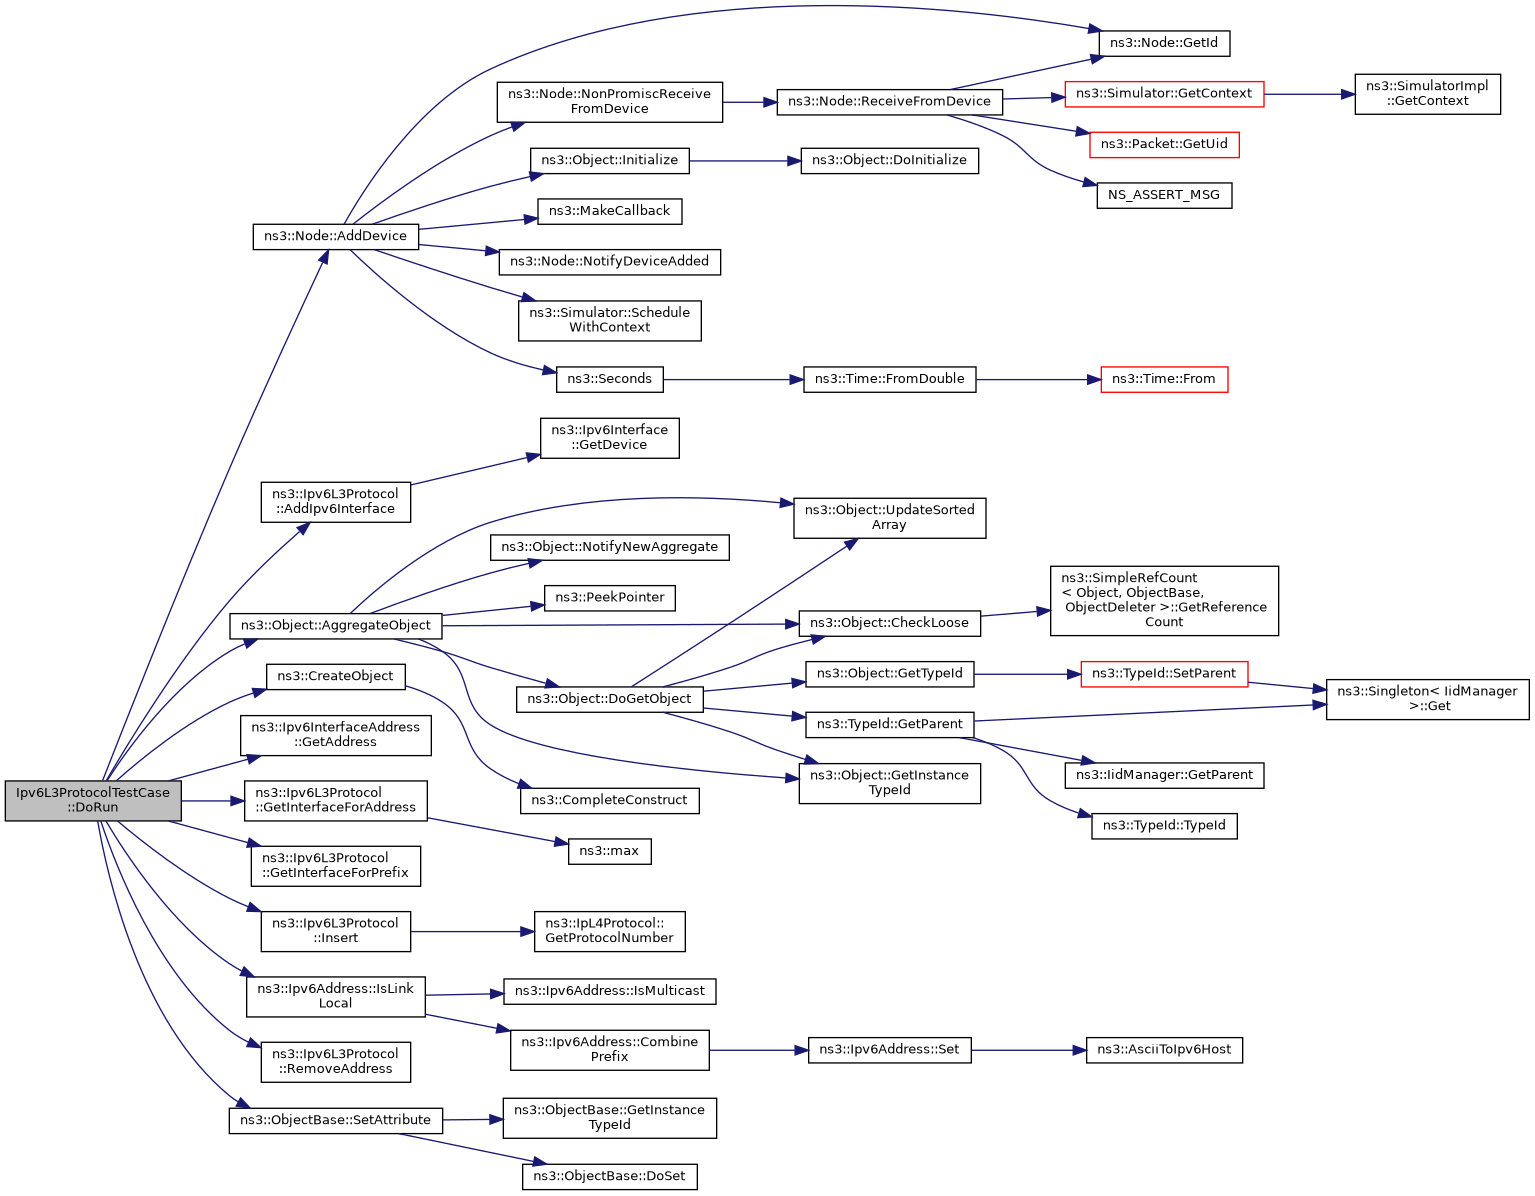 ns3::Node::GetId
ns3::Node::NonPromiscReceive
FromDevice
ns3::Node::ReceiveFromDevice
ns3::Simulator::GetContext
ns3::SimulatorImpl
::GetContext
ns3::Packet::GetUid
ns3::Object::Initialize
ns3::Object::DoInitialize
NS_ASSERT_MSG
ns3::MakeCallback
ns3::Node::AddDevice
ns3::Node::NotifyDeviceAdded
ns3::Simulator::Schedule
WithContext
ns3::Seconds
ns3::Time::FromDouble
ns3::Time::From
ns3::Ipv6Interface
::GetDevice
ns3::Ipv6L3Protocol
::AddIpv6Interface
ns3::Object::UpdateSorted
Array
ns3::Object::NotifyNewAggregate
ns3::PeekPointer
ns3::SimpleRefCount
< Object, ObjectBase,
ObjectDeleter >::GetReference
Count
ns3::Object::AggregateObject
ns3::Object::CheckLoose
ns3::CreateObject
ns3::Object::DoGetObject
ns3::Object::GetTypeId
ns3::TypeId::SetParent
ns3::Singleton< IidManager
>::Get
ns3::TypeId::GetParent
ns3::Ipv6InterfaceAddress
::GetAddress
ns3::Object::GetInstance
TypeId
ns3::IidManager::GetParent
Ipv6L3ProtocolTestCase
::DoRun
ns3::Ipv6L3Protocol
::GetInterfaceForAddress
ns3::CompleteConstruct
ns3::TypeId::TypeId
ns3::max
ns3::Ipv6L3Protocol
::GetInterfaceForPrefix
ns3::Ipv6L3Protocol
::Insert
ns3::IpL4Protocol::
GetProtocolNumber
ns3::Ipv6Address::IsLink
Local
ns3::Ipv6Address::IsMulticast
ns3::Ipv6Address::Combine
Prefix
ns3::Ipv6Address::Set
ns3::AsciiToIpv6Host
ns3::Ipv6L3Protocol
::RemoveAddress
ns3::ObjectBase::SetAttribute
ns3::ObjectBase::GetInstance
TypeId
ns3::ObjectBase::DoSet